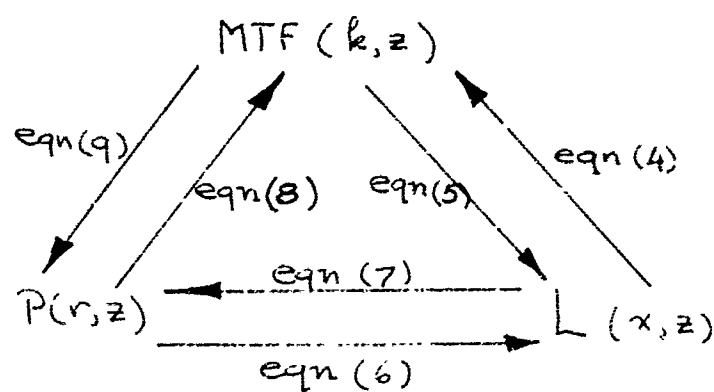 MTF (k,z)
eqn(9)
eqn(8)
eqn(5)
eqn (4)
eqn (7)
P(r,z)
L (x,z)
eqn (6)